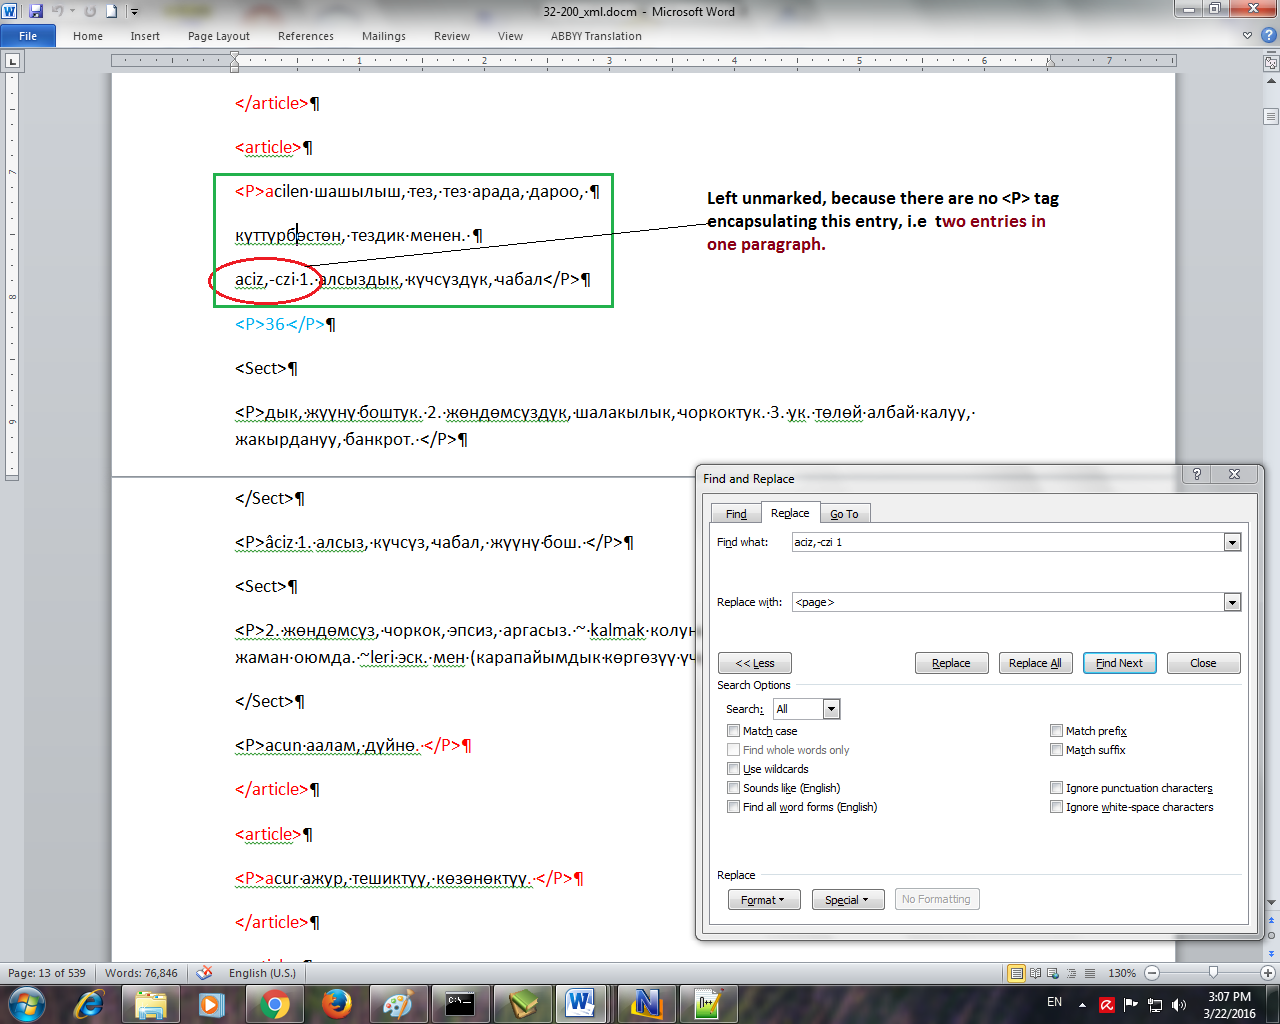 32-200_xml.docm - Microsoft Word
File Home Insert Page Layout References Mailings Review View ABBYY Translation
1 2 3 4 5 6 7
</article>¶
<article>¶
<P>acilen·шашылыш,·тез,·тез·арада,·дароо,·¶
күттүрбөстөн,·тездик·менен.·¶
aciz,-czi·1.·алсыздык,·күчсүздүк,·чабал</P>¶
Left unmarked, because there are no <P> tag
encapsulating this entry, i.e two entries in
one paragraph.
<P>36·</P>¶
<Sect>¶
<P>дык,·жүүнү·боштук.·2.·жөндөмсүздүк,·шалакылык,·чоркоктук.·3.·ук.·төлөй·албай·калуу,·
жакырдануу,·банкрот.·</P>¶
</Sect>¶
<P>âciz·1.·алсыз,·күчсүз,·чабал,·жүүну·бош.·</P>¶
<Sect>¶
<P>2.·жөндөмсүз,·чоркок,·эпсиз,·аргасыз.·~·kalmak·колун
жаман·оюмда.·~leri·эск.·мен·(карапайымдык·көргөзүү·үч
</Sect>¶
<P>acun·аалам,·дүйнө.·</P>¶
</article>¶
<article>¶
<P>acur·ажур,·тешиктүү,·көзөнөктүү.·</P>¶
</article>¶
Find and Replace
Find Replace Go To
Find what: aciz,-czi 1
Replace with: <page>
<< Less Replace Replace All Find Next Close
Search Options
Search: All
Match case Match prefix
Find whole words only Match suffix
Use wildcards
Sounds like (English) Ignore punctuation characters
Find all word forms (English) Ignore white-space characters
Replace
Format Special No Formatting
Page: 13 of 539 Words: 76,846 English (U.S.) 130%
EN 3:07 PM
3/22/2016